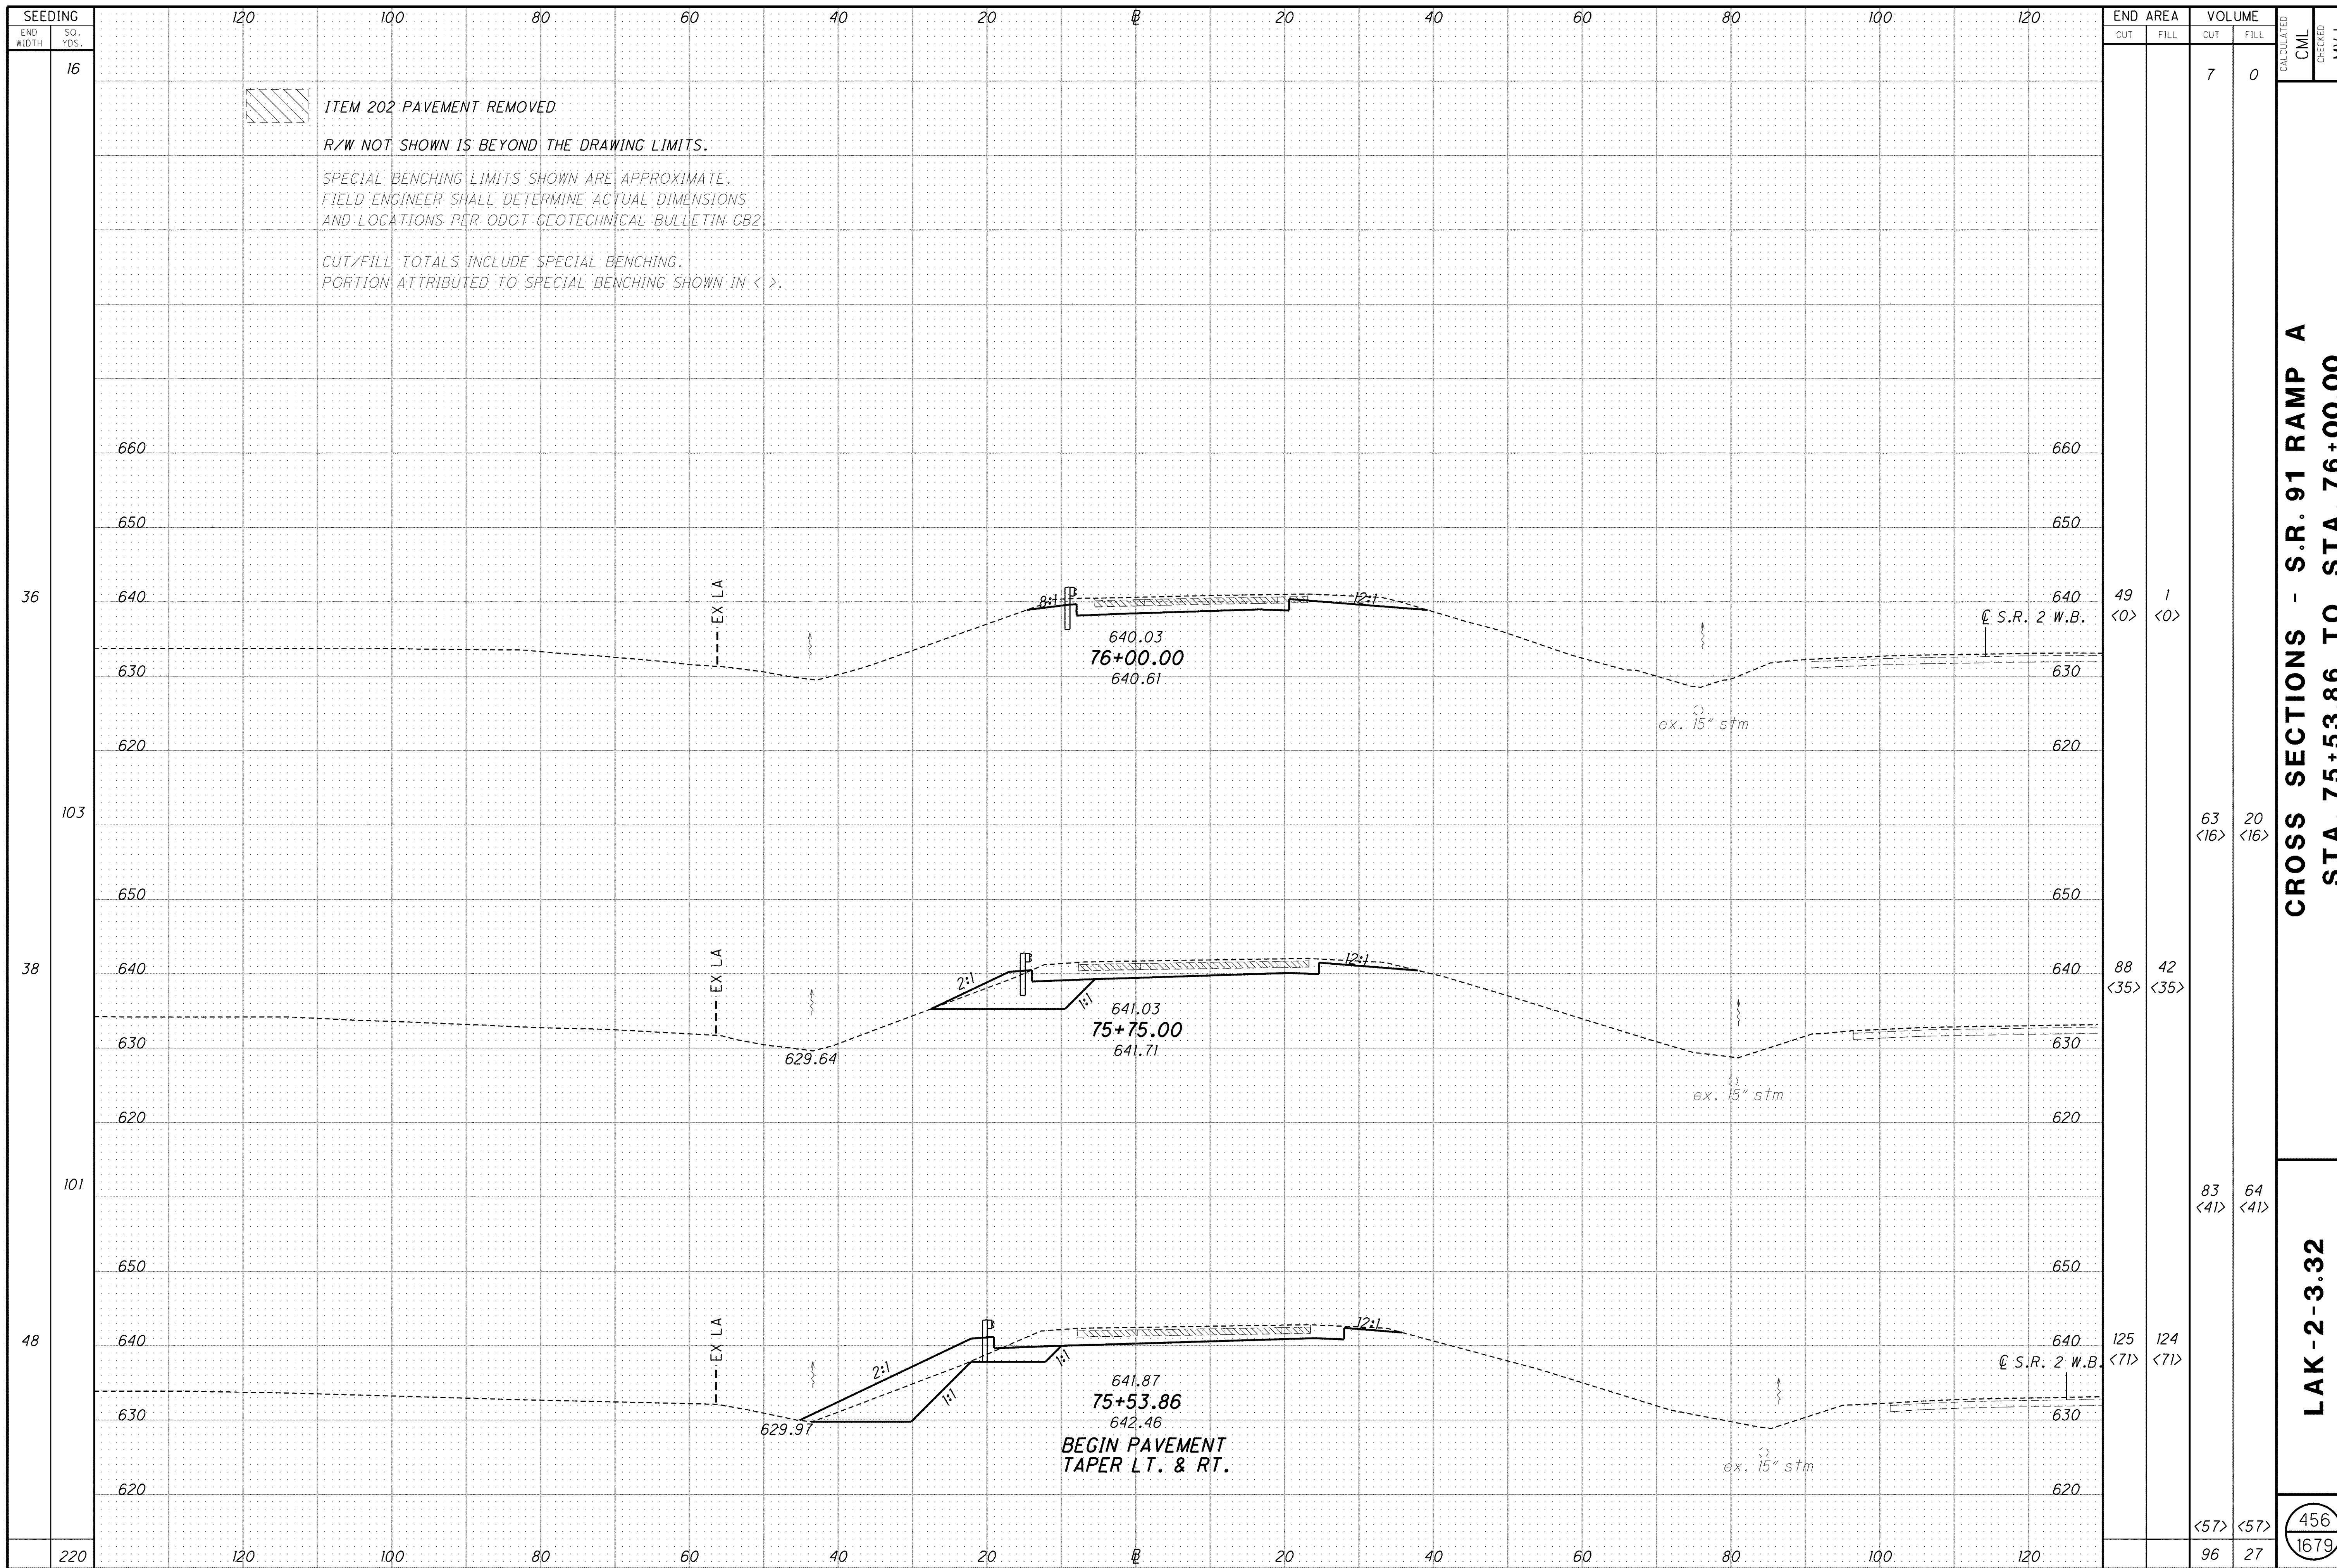 SEEDING
END WIDTH
SQ. YDS.
120 100 80 60 40 20 ⅊ 20 40 60 80 100 120
END AREA
VOLUME
CUT FILL CUT FILL
CALCULATED
CML
CHECKED
16
7 0
ITEM 202 PAVEMENT REMOVED
R/W NOT SHOWN IS BEYOND THE DRAWING LIMITS.
SPECIAL BENCHING LIMITS SHOWN ARE APPROXIMATE.
FIELD ENGINEER SHALL DETERMINE ACTUAL DIMENSIONS
AND LOCATIONS PER ODOT GEOTECHNICAL BULLETIN GB2.
CUT/FILL TOTALS INCLUDE SPECIAL BENCHING.
PORTION ATTRIBUTED TO SPECIAL BENCHING SHOWN IN < >.
660 660
650 650
EX LA
36
640 8:1 12:1 640 49 1
℄ S.R. 2 W.B. <0> <0>
640.03
76+00.00
640.61
630 630
ex. 15" stm
620 620
103
63 20
<16> <16>
650 650
EX LA
38
640 2:1 12:1 640 88 42
<35> <35>
1:1
641.03
75+75.00
641.71
630 630
629.64
ex. 15" stm
620 620
101
83 64
<41> <41>
650 650
EX LA
48
640 12:1 640 125 124
℄ S.R. 2 W.B. <71> <71>
2:1 1:1
1:1
641.87
75+53.86
642.46
630 630
629.97
BEGIN PAVEMENT
TAPER LT. & RT.
ex. 15" stm
620 620
<57> <57>
220
120 100 80 60 40 20 ⅊ 20 40 60 80 100 120
96 27
CROSS SECTIONS - S.R. 91 RAMP A
STA. 75+53.86 TO STA. 76+00.00
LAK-2-3.32
456
1679